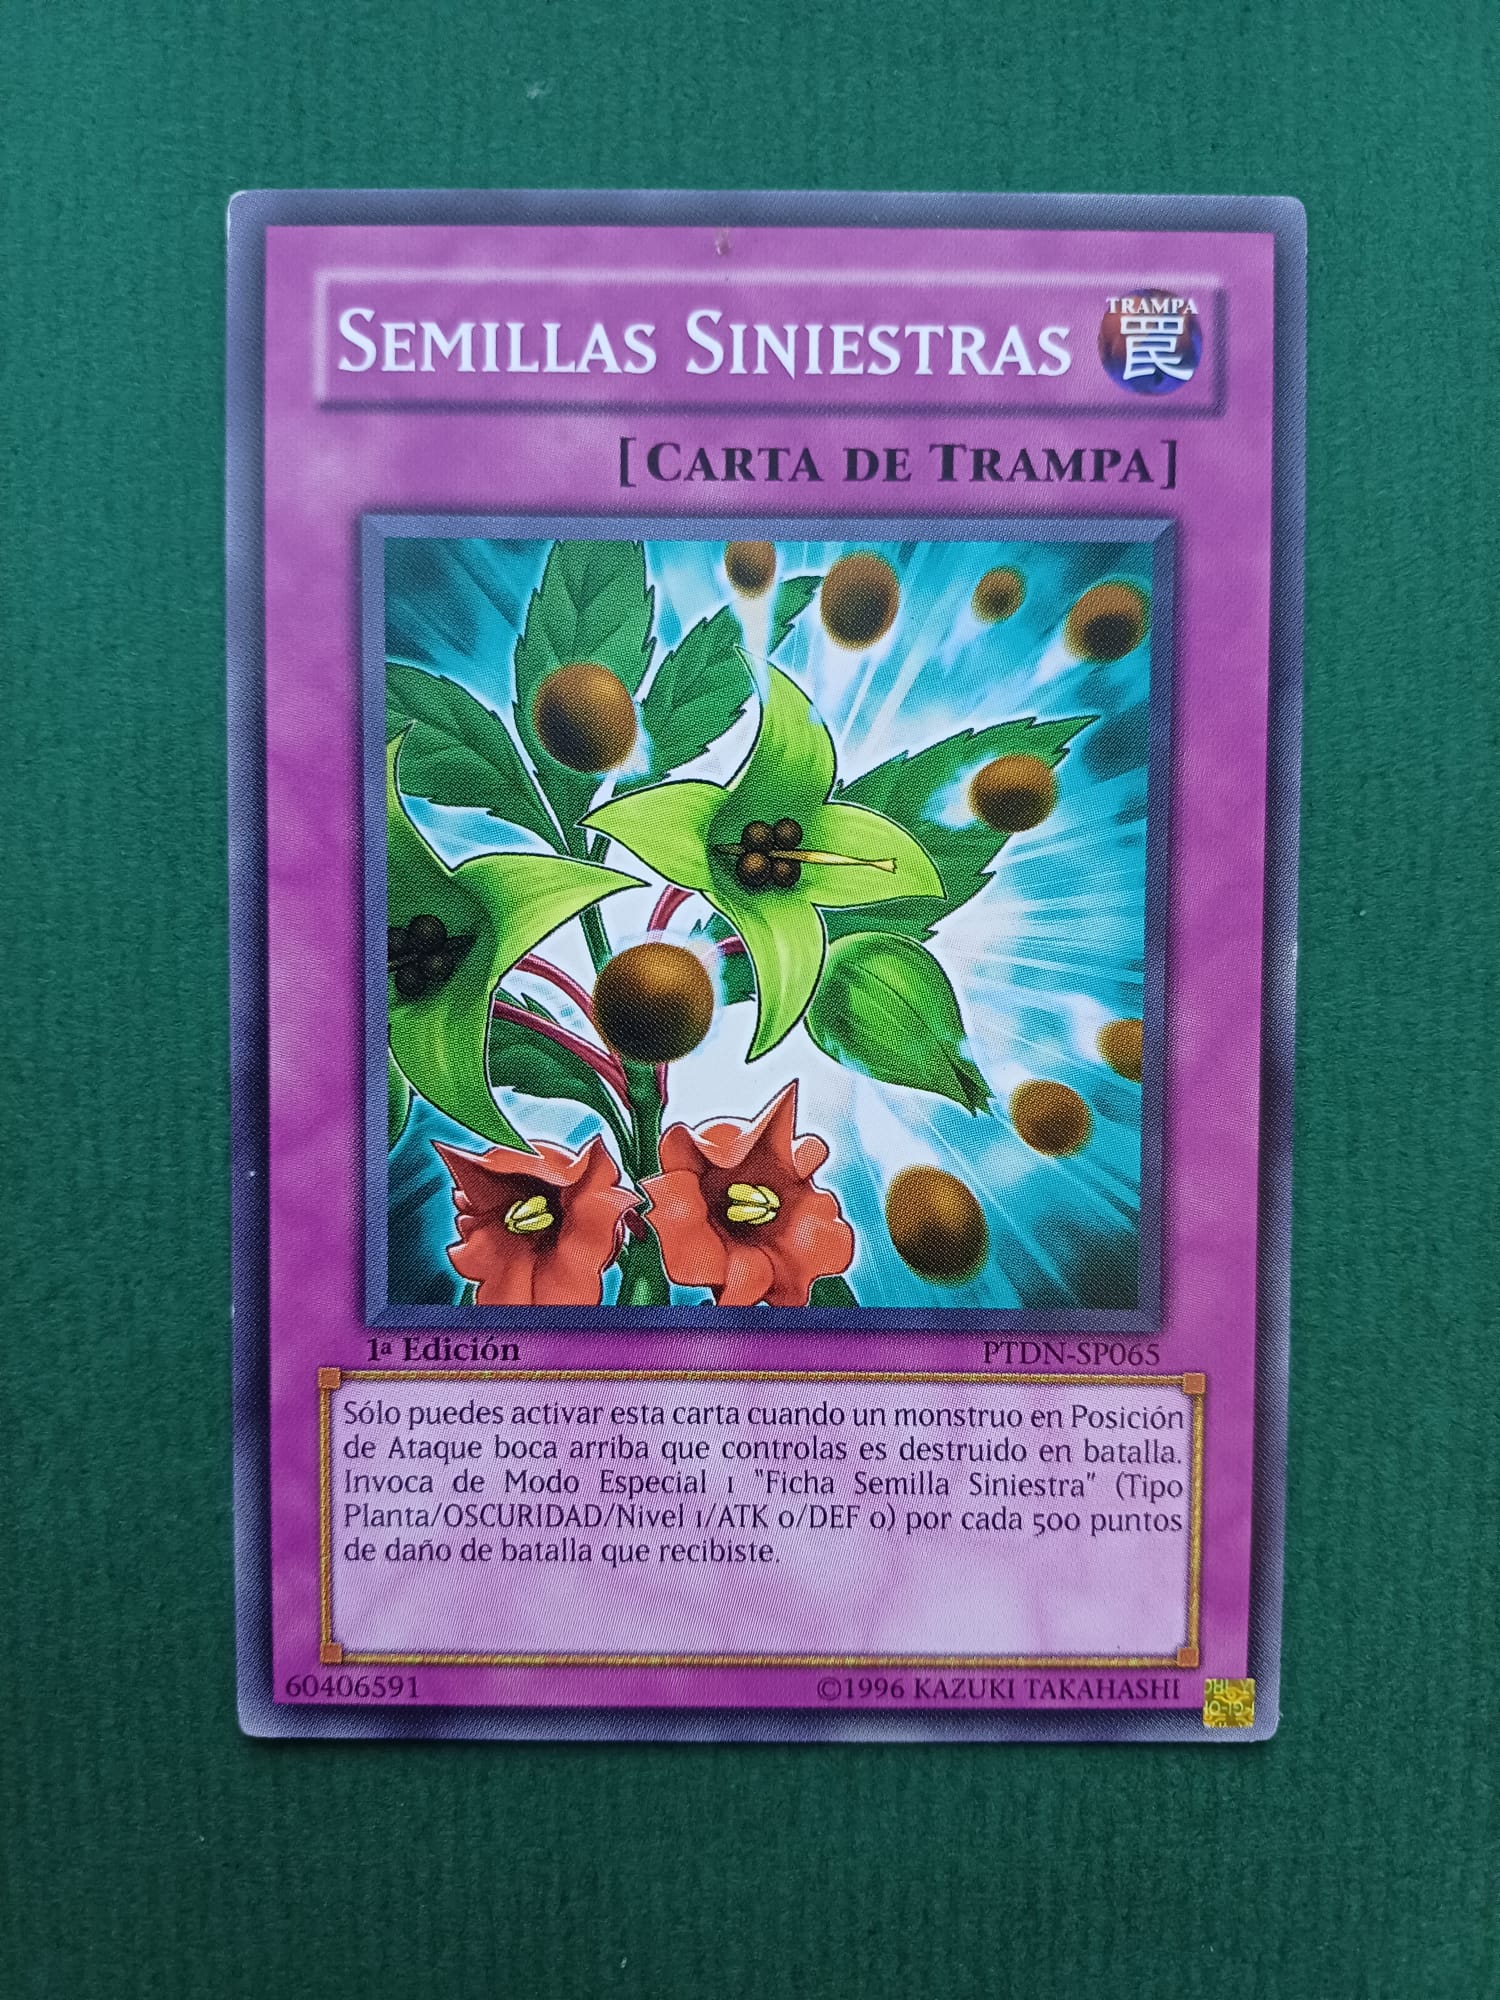 SEMILLAS SINIESTRAS
TRAMPA
罠
[CARTA DE TRAMPA]
1ª Edición
PTDN-SP065
Sólo puedes activar esta carta cuando un monstruo en Posición
de Ataque boca arriba que controlas es destruido en batalla.
Invoca de Modo Especial 1 "Ficha Semilla Siniestra" (Tipo
Planta/OSCURIDAD/Nivel 1/ATK 0/DEF 0) por cada 500 puntos
de daño de batalla que recibiste.
60406591
©1996 KAZUKI TAKAHASHI